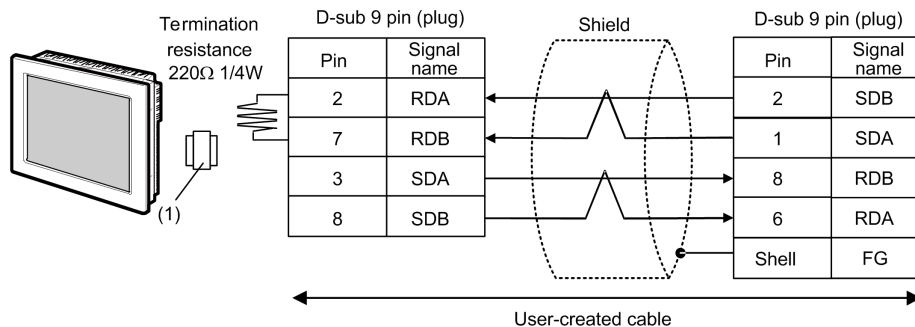 Termination
resistance
220Ω 1/4W
(1)
D-sub 9 pin (plug)
Pin Signal name
2 RDA
7 RDB
3 SDA
8 SDB
Shield
D-sub 9 pin (plug)
Pin Signal name
2 SDB
1 SDA
8 RDB
6 RDA
Shell FG
User-created cable